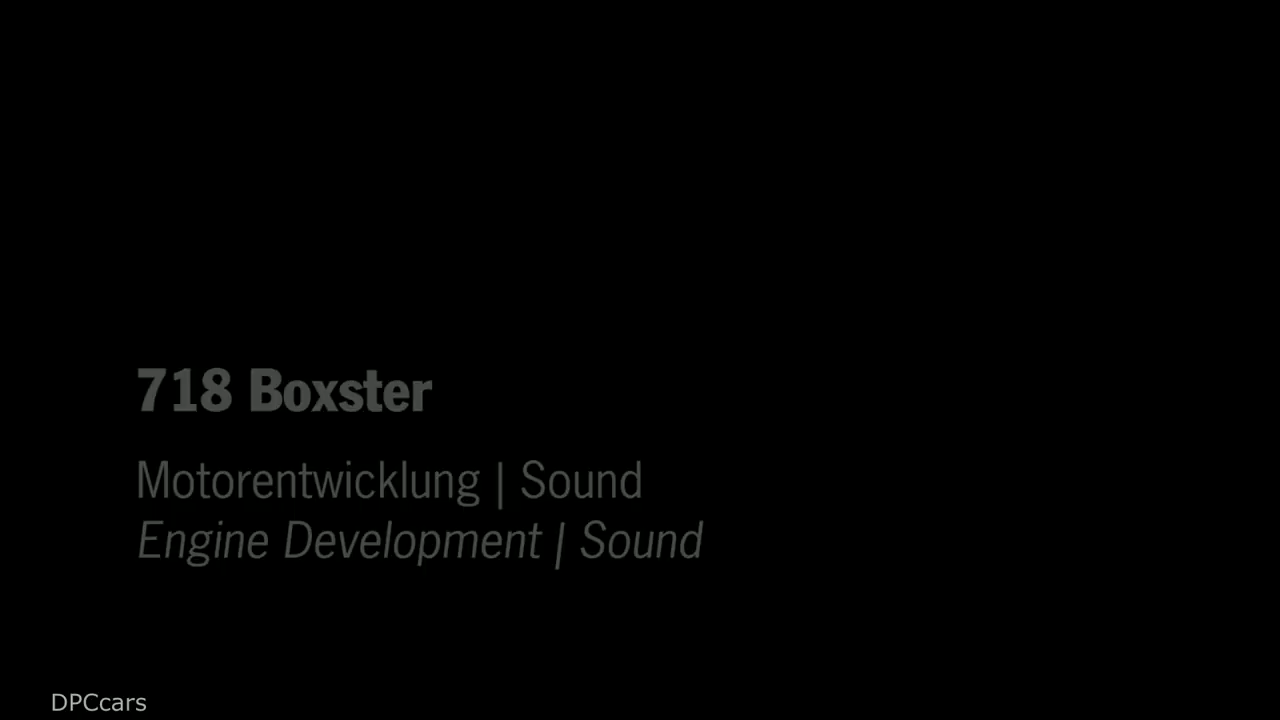 718 Boxster
Motorentwicklung | Sound
Engine Development | Sound
DPCcars